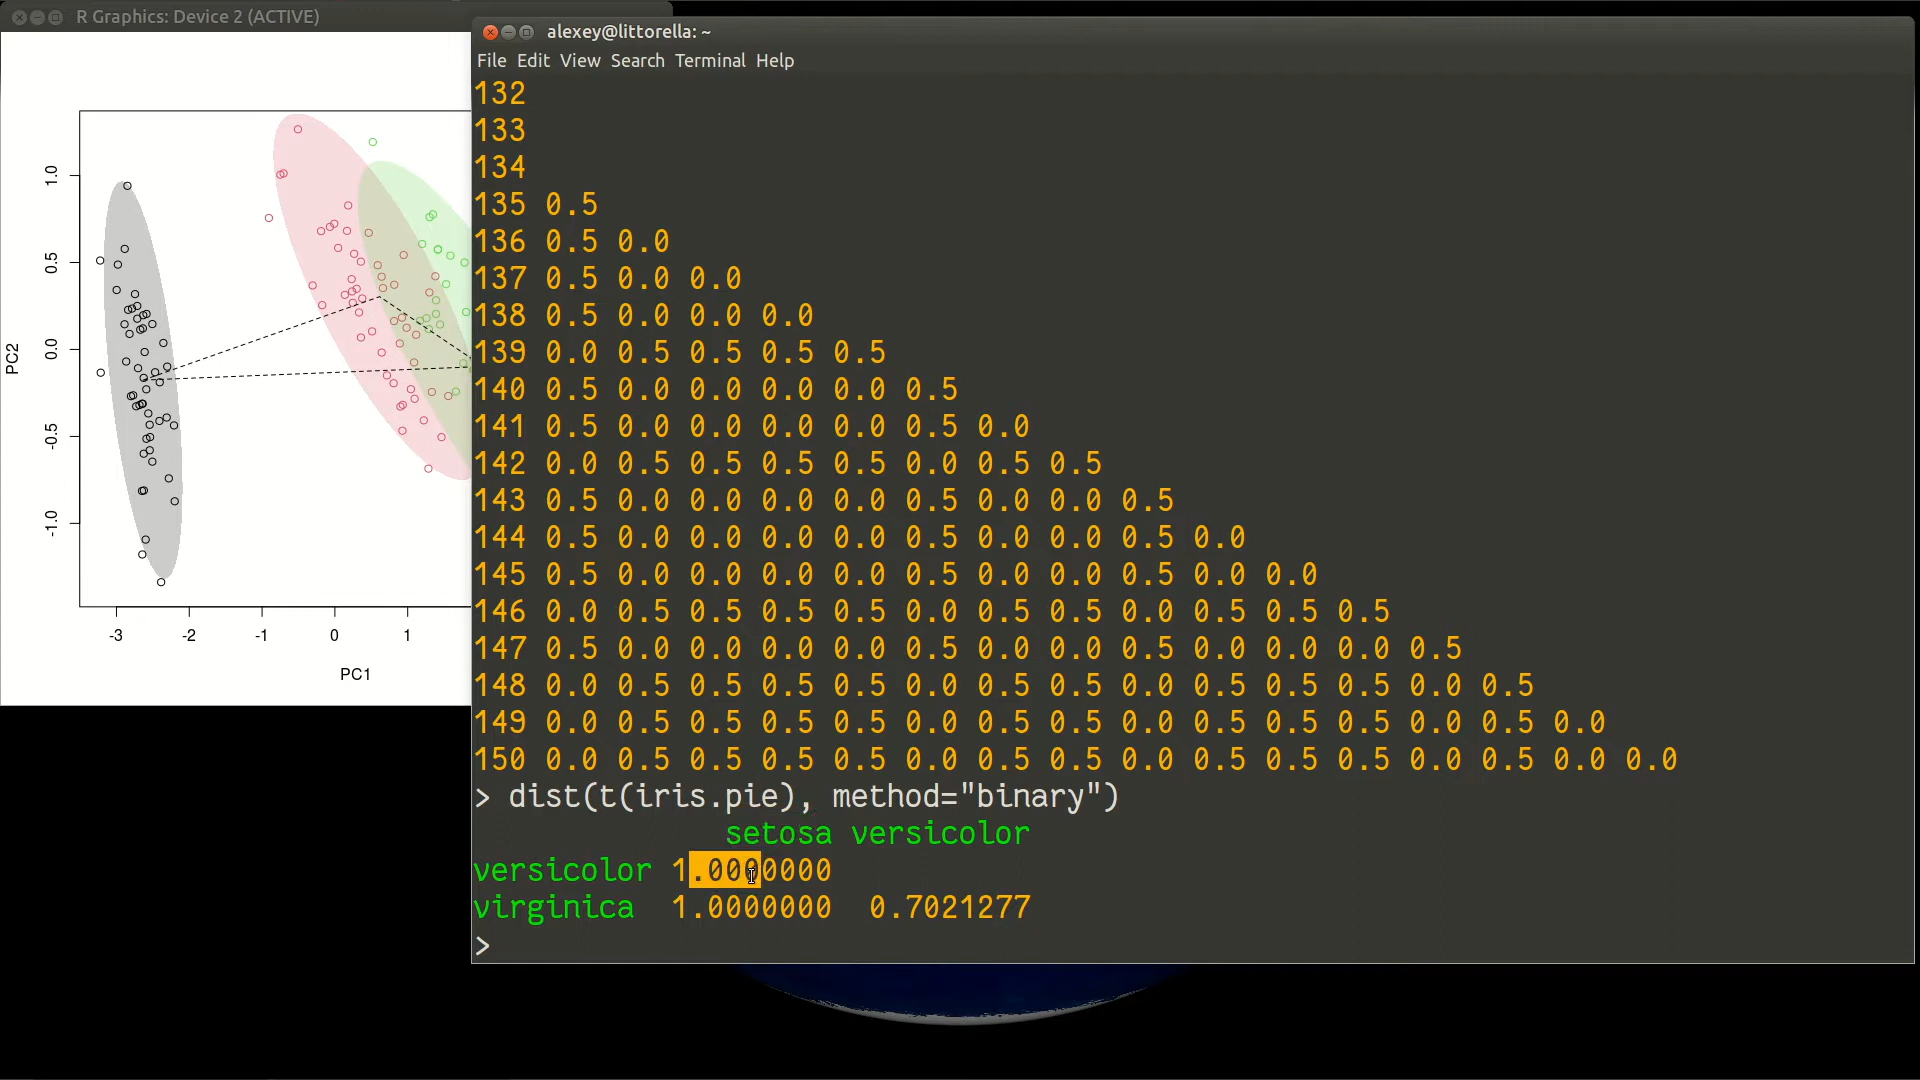 R Graphics: Device 2 (ACTIVE)
PC2
1.0
0.5
0.0
-0.5
-1.0
-3 -2 -1 0 1
PC1
alexey@littorella: ~
File Edit View Search Terminal Help
132
133
134
135 0.5
136 0.5 0.0
137 0.5 0.0 0.0
138 0.5 0.0 0.0 0.0
139 0.0 0.5 0.5 0.5 0.5
140 0.5 0.0 0.0 0.0 0.0 0.5
141 0.5 0.0 0.0 0.0 0.0 0.5 0.0
142 0.0 0.5 0.5 0.5 0.5 0.0 0.5 0.5
143 0.5 0.0 0.0 0.0 0.0 0.5 0.0 0.0 0.5
144 0.5 0.0 0.0 0.0 0.0 0.5 0.0 0.0 0.5 0.0
145 0.5 0.0 0.0 0.0 0.0 0.5 0.0 0.0 0.5 0.0 0.0
146 0.0 0.5 0.5 0.5 0.5 0.0 0.5 0.5 0.0 0.5 0.5 0.5
147 0.5 0.0 0.0 0.0 0.0 0.5 0.0 0.0 0.5 0.0 0.0 0.0 0.5
148 0.0 0.5 0.5 0.5 0.5 0.0 0.5 0.5 0.0 0.5 0.5 0.5 0.0 0.5
149 0.0 0.5 0.5 0.5 0.5 0.0 0.5 0.5 0.0 0.5 0.5 0.5 0.0 0.5 0.0
150 0.0 0.5 0.5 0.5 0.5 0.0 0.5 0.5 0.0 0.5 0.5 0.5 0.0 0.5 0.0 0.0
> dist(t(iris.pie), method="binary")
setosa versicolor
versicolor 1.0000000
virginica 1.0000000 0.7021277
>